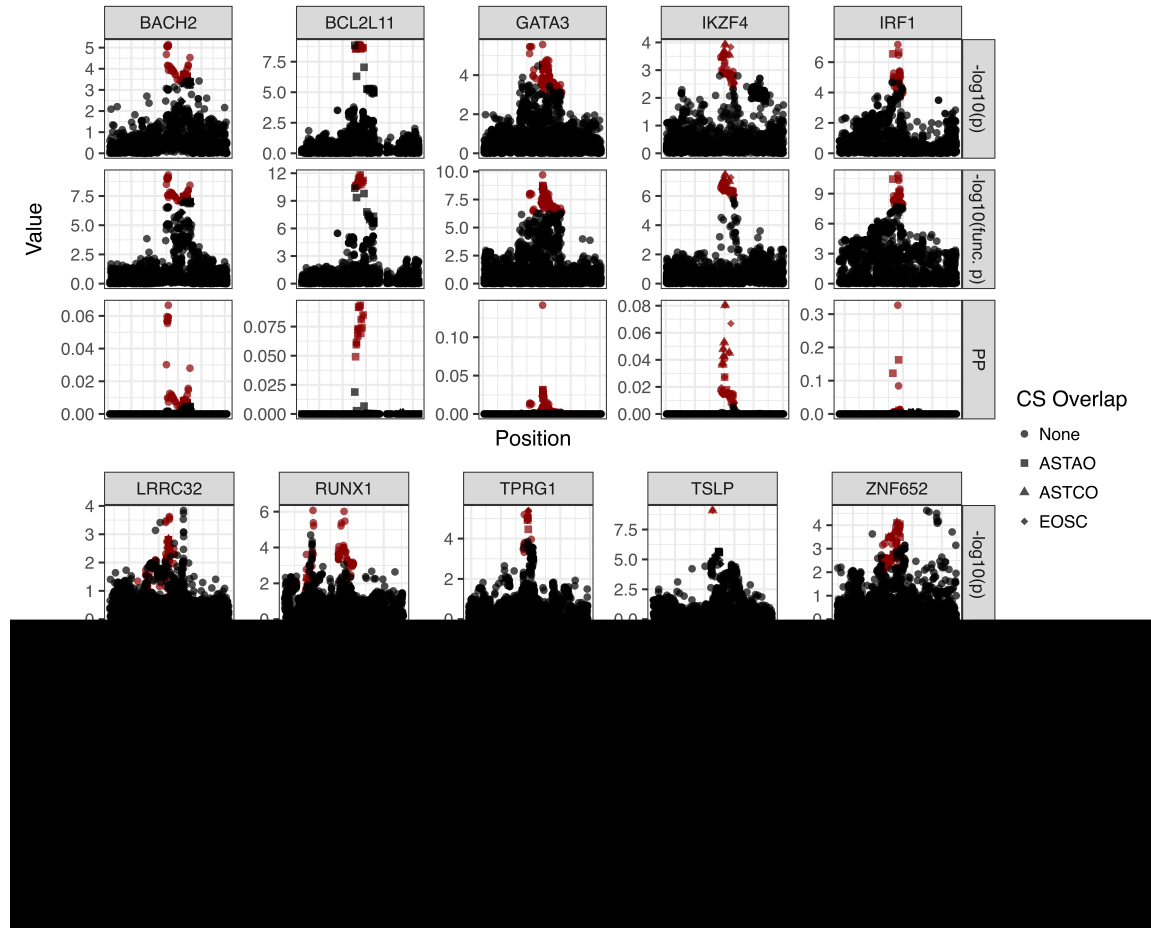 BACH2 BCL2L11 GATA3 IKZF4 IRF1
5 4 3 2 1 0
7.5 5.0 2.5 0.0
4 2 0
4 3 2 1 0
6 4 2 0
-log10(p)
Value
7.5 5.0 2.5 0.0
12 9 6 3 0
10.0 7.5 5.0 2.5 0.0
6 4 2 0
9 6 3 0
-log10(func. p)
0.06 0.04 0.02 0.00
0.075 0.050 0.025 0.000
0.10 0.05 0.00
0.08 0.06 0.04 0.02 0.00
0.3 0.2 0.1 0.0
PP
Position
CS Overlap
None
ASTAO
ASTCO
EOSC
LRRC32 RUNX1 TPRG1 TSLP ZNF652
4 3 2 1
6 4 2
4 2
7.5 5.0 2.5
4 3 2 1
-log10(p)